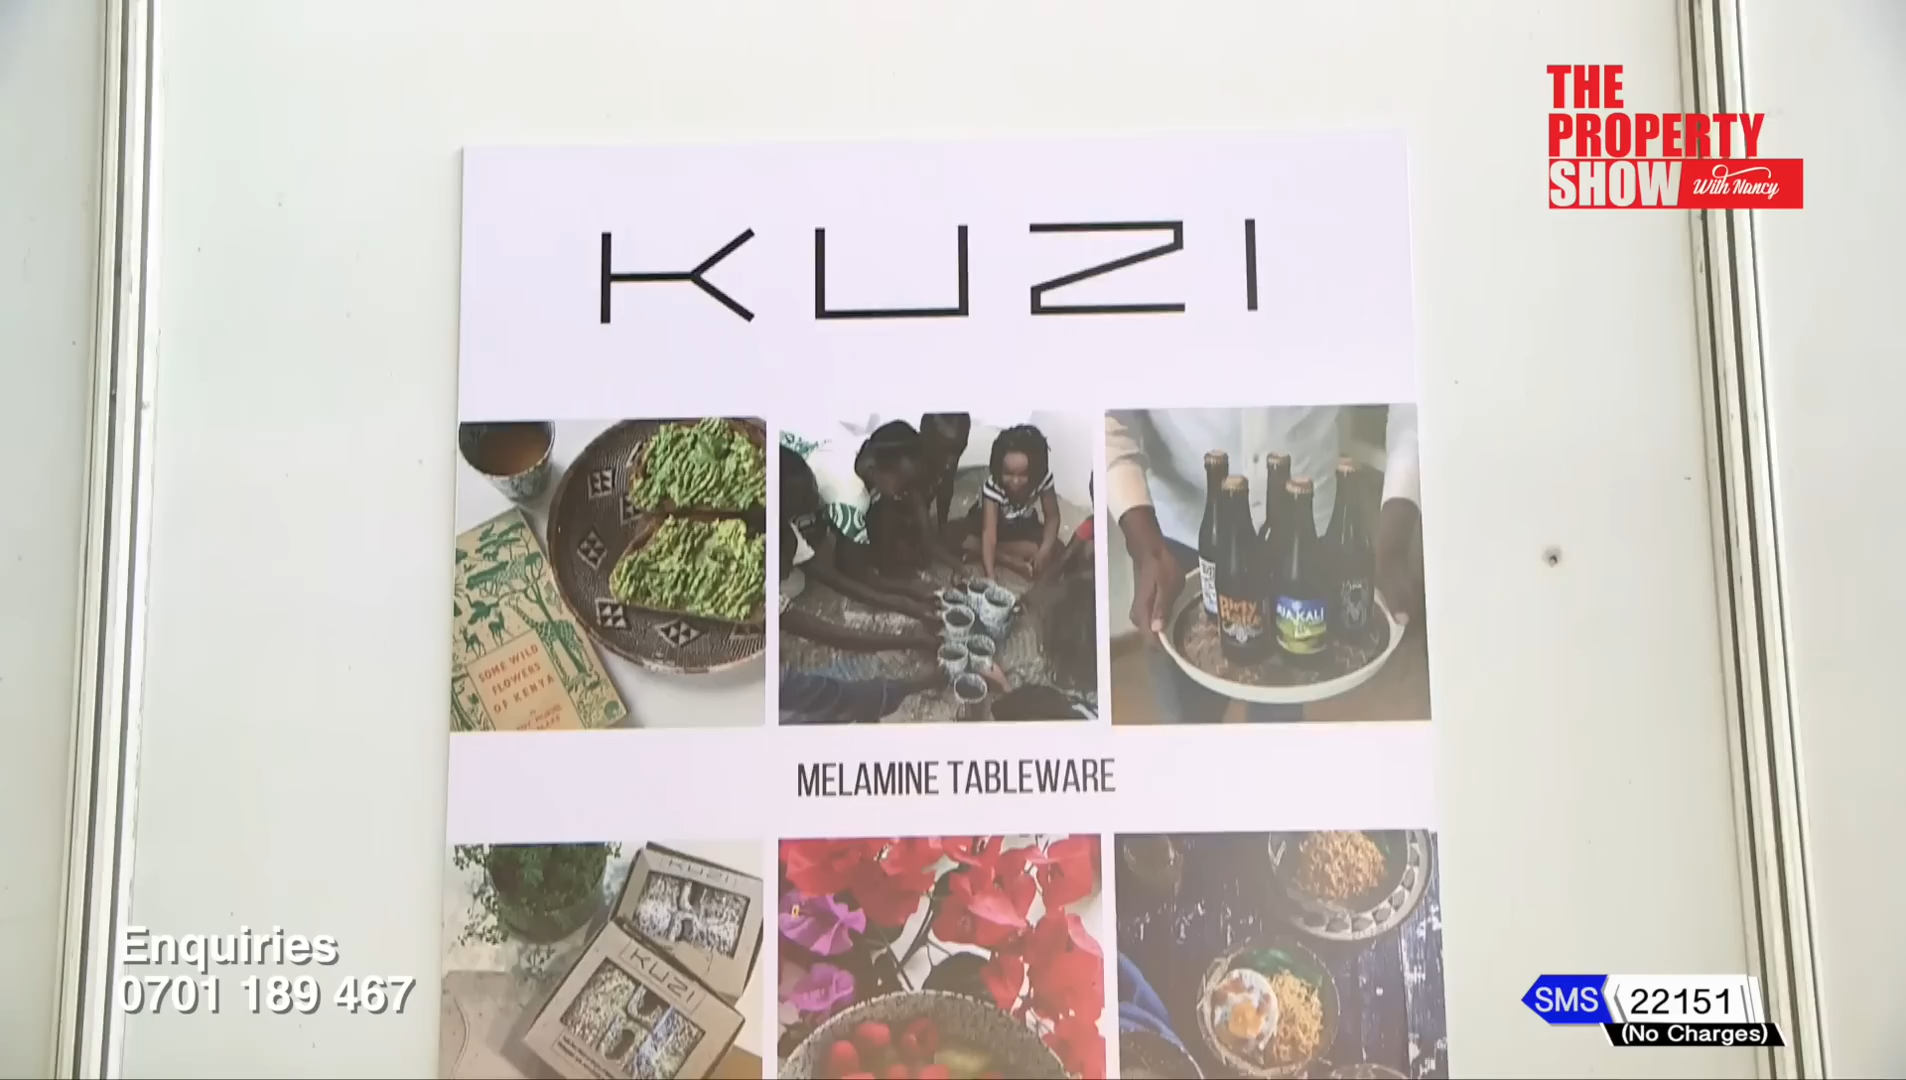 THE
PROPERTY
SHOW With Nancy
KUZI
SOME WILD
FLOWERS
OF KENYA
MELAMINE TABLEWARE
KUZI
KUZI
Enquiries
0701 189 467
SMS 22151
(No Charges)